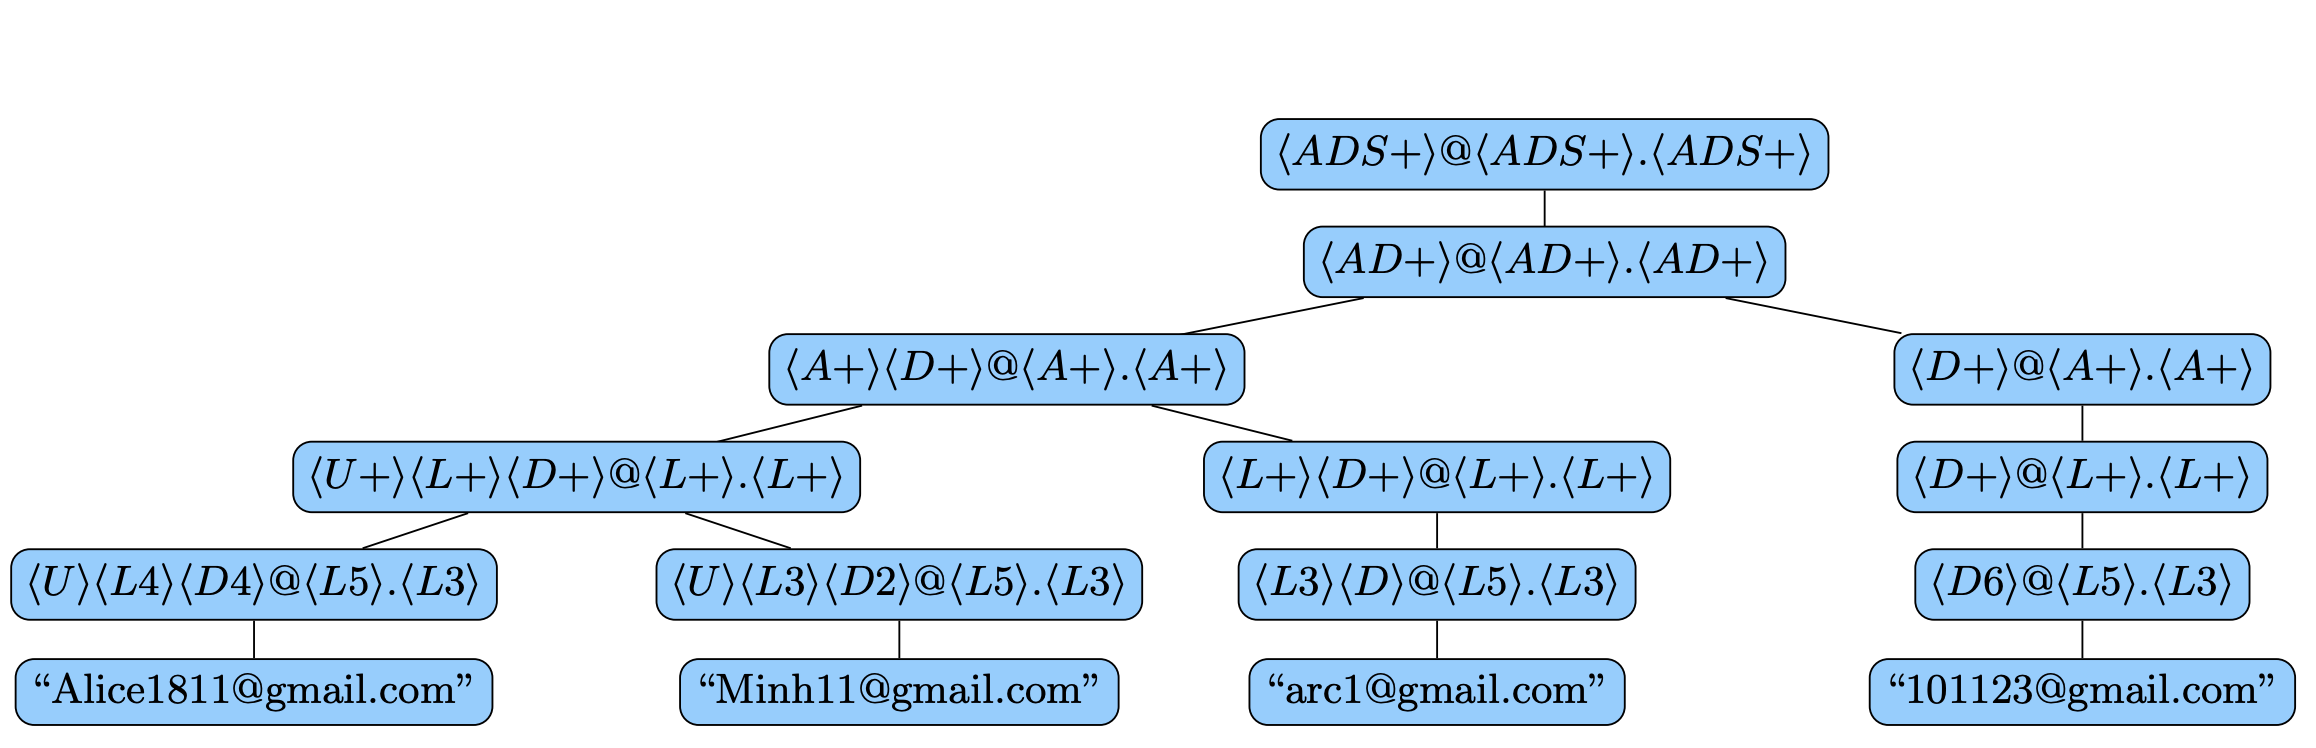 ⟨ADS+⟩@⟨ADS+⟩.⟨ADS+⟩
⟨AD+⟩@⟨AD+⟩.⟨AD+⟩
⟨A+⟩⟨D+⟩@⟨A+⟩.⟨A+⟩
⟨D+⟩@⟨A+⟩.⟨A+⟩
⟨U+⟩⟨L+⟩⟨D+⟩@⟨L+⟩.⟨L+⟩
⟨L+⟩⟨D+⟩@⟨L+⟩.⟨L+⟩
⟨D+⟩@⟨L+⟩.⟨L+⟩
⟨U⟩⟨L4⟩⟨D4⟩@⟨L5⟩.⟨L3⟩
⟨U⟩⟨L3⟩⟨D2⟩@⟨L5⟩.⟨L3⟩
⟨L3⟩⟨D⟩@⟨L5⟩.⟨L3⟩
⟨D6⟩@⟨L5⟩.⟨L3⟩
“Alice1811@gmail.com”
“Minh11@gmail.com”
“arc1@gmail.com”
“101123@gmail.com”